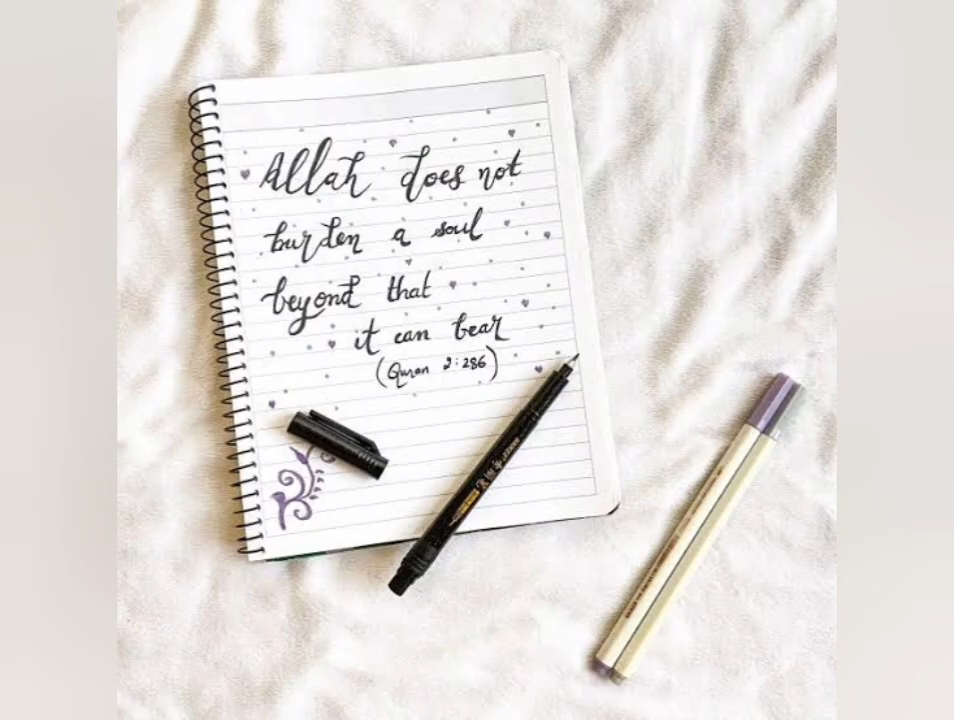 Allah does not
burden a soul
beyond that
it can bear
(Quran 2:286)